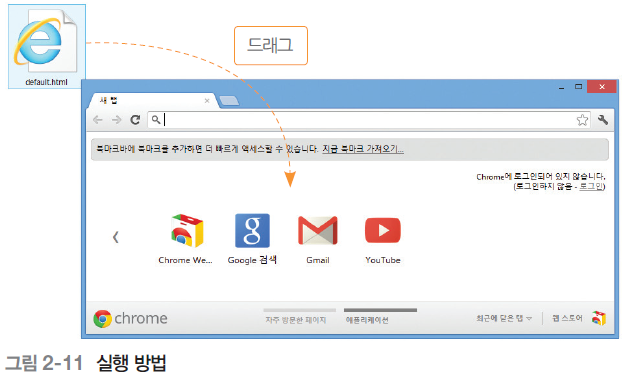 드래그
default.html
새 탭
북마크바에 북마크을 추가하면 더 빠르게 액세스할 수 있습니다. 지금 북마크 가져오기...
Chrome에 로그인되어 있지 않습니다.
(로그인하지 않음 - 로그인)
Chrome We... Google 검색 Gmail YouTube
chrome 자주 방문한 페이지 애플리케이션 최근에 닫은 탭 웹 스토어
그림 2-11 실행 방법